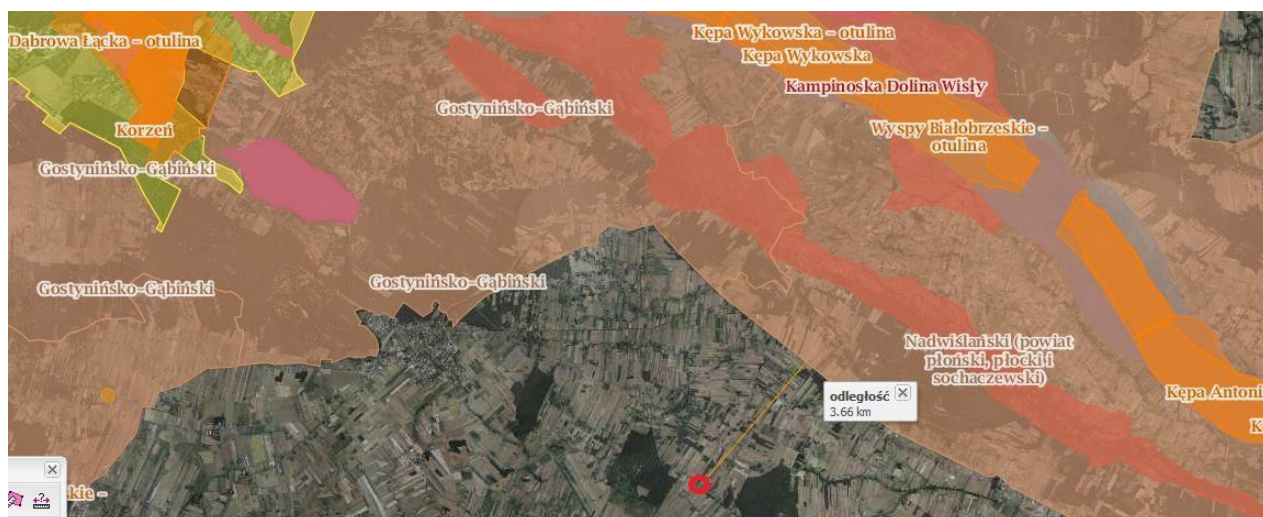 Dąbrowa Łącka – otulina
Kępa Wykowska – otulina
Kępa Wykowska
Kampinoska Dolina Wisły
Gostynińsko-Gąbiński
Korzeń
Wyspy Białobrzeskie –
otulina
Gostynińsko-Gąbiński
Gostynińsko-Gąbiński
Gostynińsko-Gąbiński
Nadwiślański (powiat
płoński, płocki i
sochaczewski)
odległość
3.66 km
Kępa Antoni
skie –